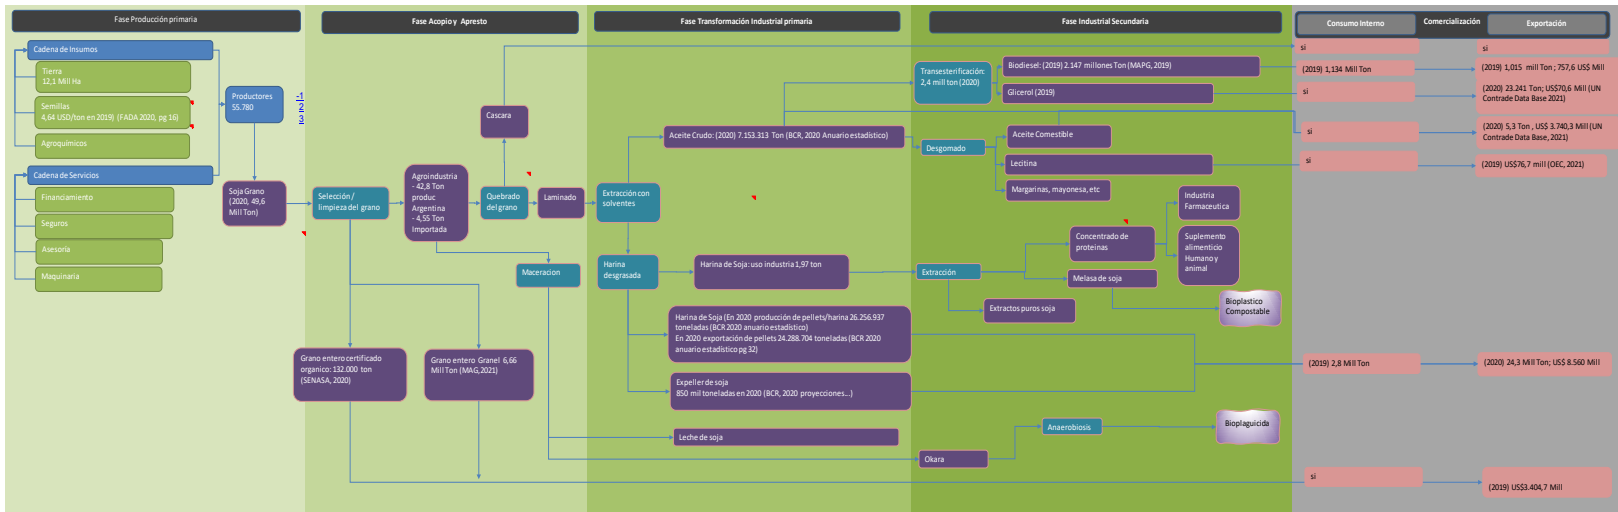 Fase Producción primaria
Cadena de Insumos
Tierra
12,1 Mill Ha
Semillas
4,64 USD/ton en 2019) (FADA 2020, pg 16)
Agroquímicos
Cadena de Servicios
Financiamiento
Seguros
Asesoria
Maquinaria
Productores
55.780
-1
2
3
Soja Grano
(2020, 49,6
Mill Ton)
Fase Acopio y Apresto
Selección /
limpieza del grano
Agroindustria
- 42,8 Ton
produc
Argentina
- 4,55 Ton
Importada
Cascara
Quebrado
del grano
Laminado
Maceracion
Grano entero certificado
organico: 132.000 ton
(SENASA, 2020)
Grano entero Granel 6,66
Mill Ton (MAG,2021)
Fase Transformación Industrial primaria
Aceite Crudo: (2020) 7.153.313 Ton (BCR, 2020 Anuario estadístico)
Extracción con
solventes
Harina
desgrasada
Harina de Soja: uso industria 1,97 ton
Harina de Soja (En 2020 producción de pellets/harina 26.256.937
toneladas (BCR 2020 anuario estadístico)
En 2020 exportación de pellets 24.288.704 toneladas (BCR 2020
anuario estadístico pg 32)
Expeller de soja
850 mil toneladas en 2020 (BCR, 2020 proyecciones...)
Leche de soja
Fase Industrial Secundaria
Transesterificación:
2,4 mill ton (2020)
Biodiesel: (2019) 2.147 millones Ton (MAPG, 2019)
Glicerol (2019)
Desgomado
Aceite Comestible
Lecitina
Margarinas, mayonesa, etc
Extracción
Concentrado de
proteinas
Industria
Farmaceutica
Suplemento
alimenticio
Humano y
animal
Melasa de soja
Extractos puros soja
Bioplastico
Compostable
Okara
Anaerobiosis
Bioplaguicida
Comercialización
Consumo Interno
Exportación
si
si
(2019) 1,134 Mill Ton
(2019) 1,015 mill Ton ; 757,6 US$ Mill
si
(2020) 23.241 Ton; US$70,6 Mill (UN
Contrade Data Base 2021)
si
(2020) 5,3 Ton , US$ 3.740,3 Mill (UN
Contrade Data Base, 2021)
si
(2019) US$76,7 mill (OEC, 2021)
(2019) 2,8 Mill Ton
(2020) 24,3 Mill Ton; US$ 8.560 Mill
si
(2019) US$3.404,7 Mill